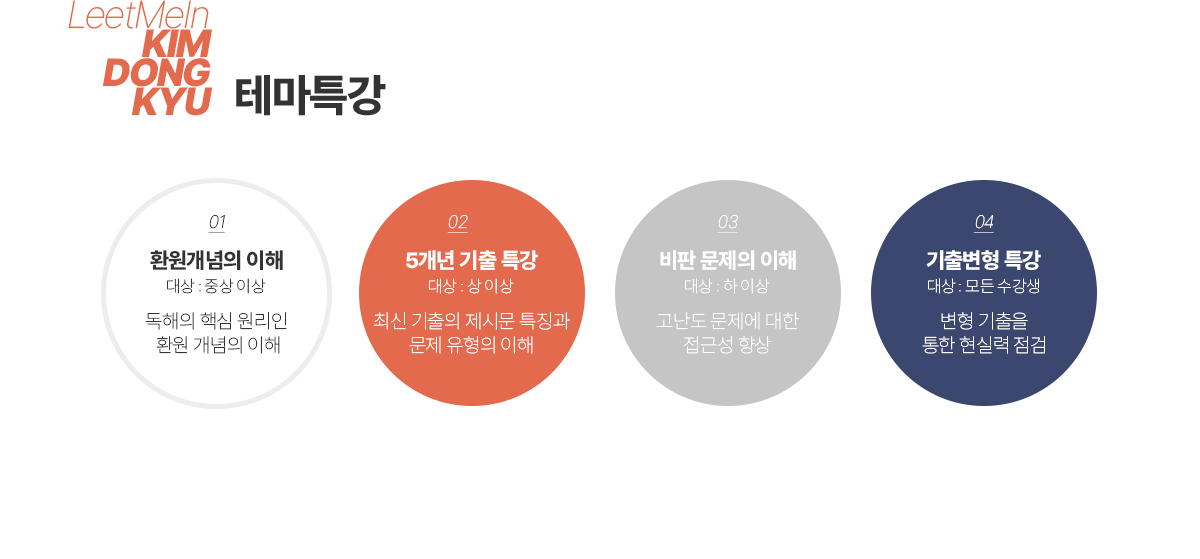 LeetMeIn
KIM
DONG
KYU
테마특강
01
환원개념의 이해
대상 : 중상 이상
독해의 핵심 원리인
환원 개념의 이해
02
5개년 기출 특강
대상 : 상 이상
최신 기출의 제시문 특징과
문제 유형의 이해
03
비판 문제의 이해
대상 : 하 이상
고난도 문제에 대한
접근성 향상
04
기출변형 특강
대상 : 모든 수강생
변형 기출을
통한 현실력 점검